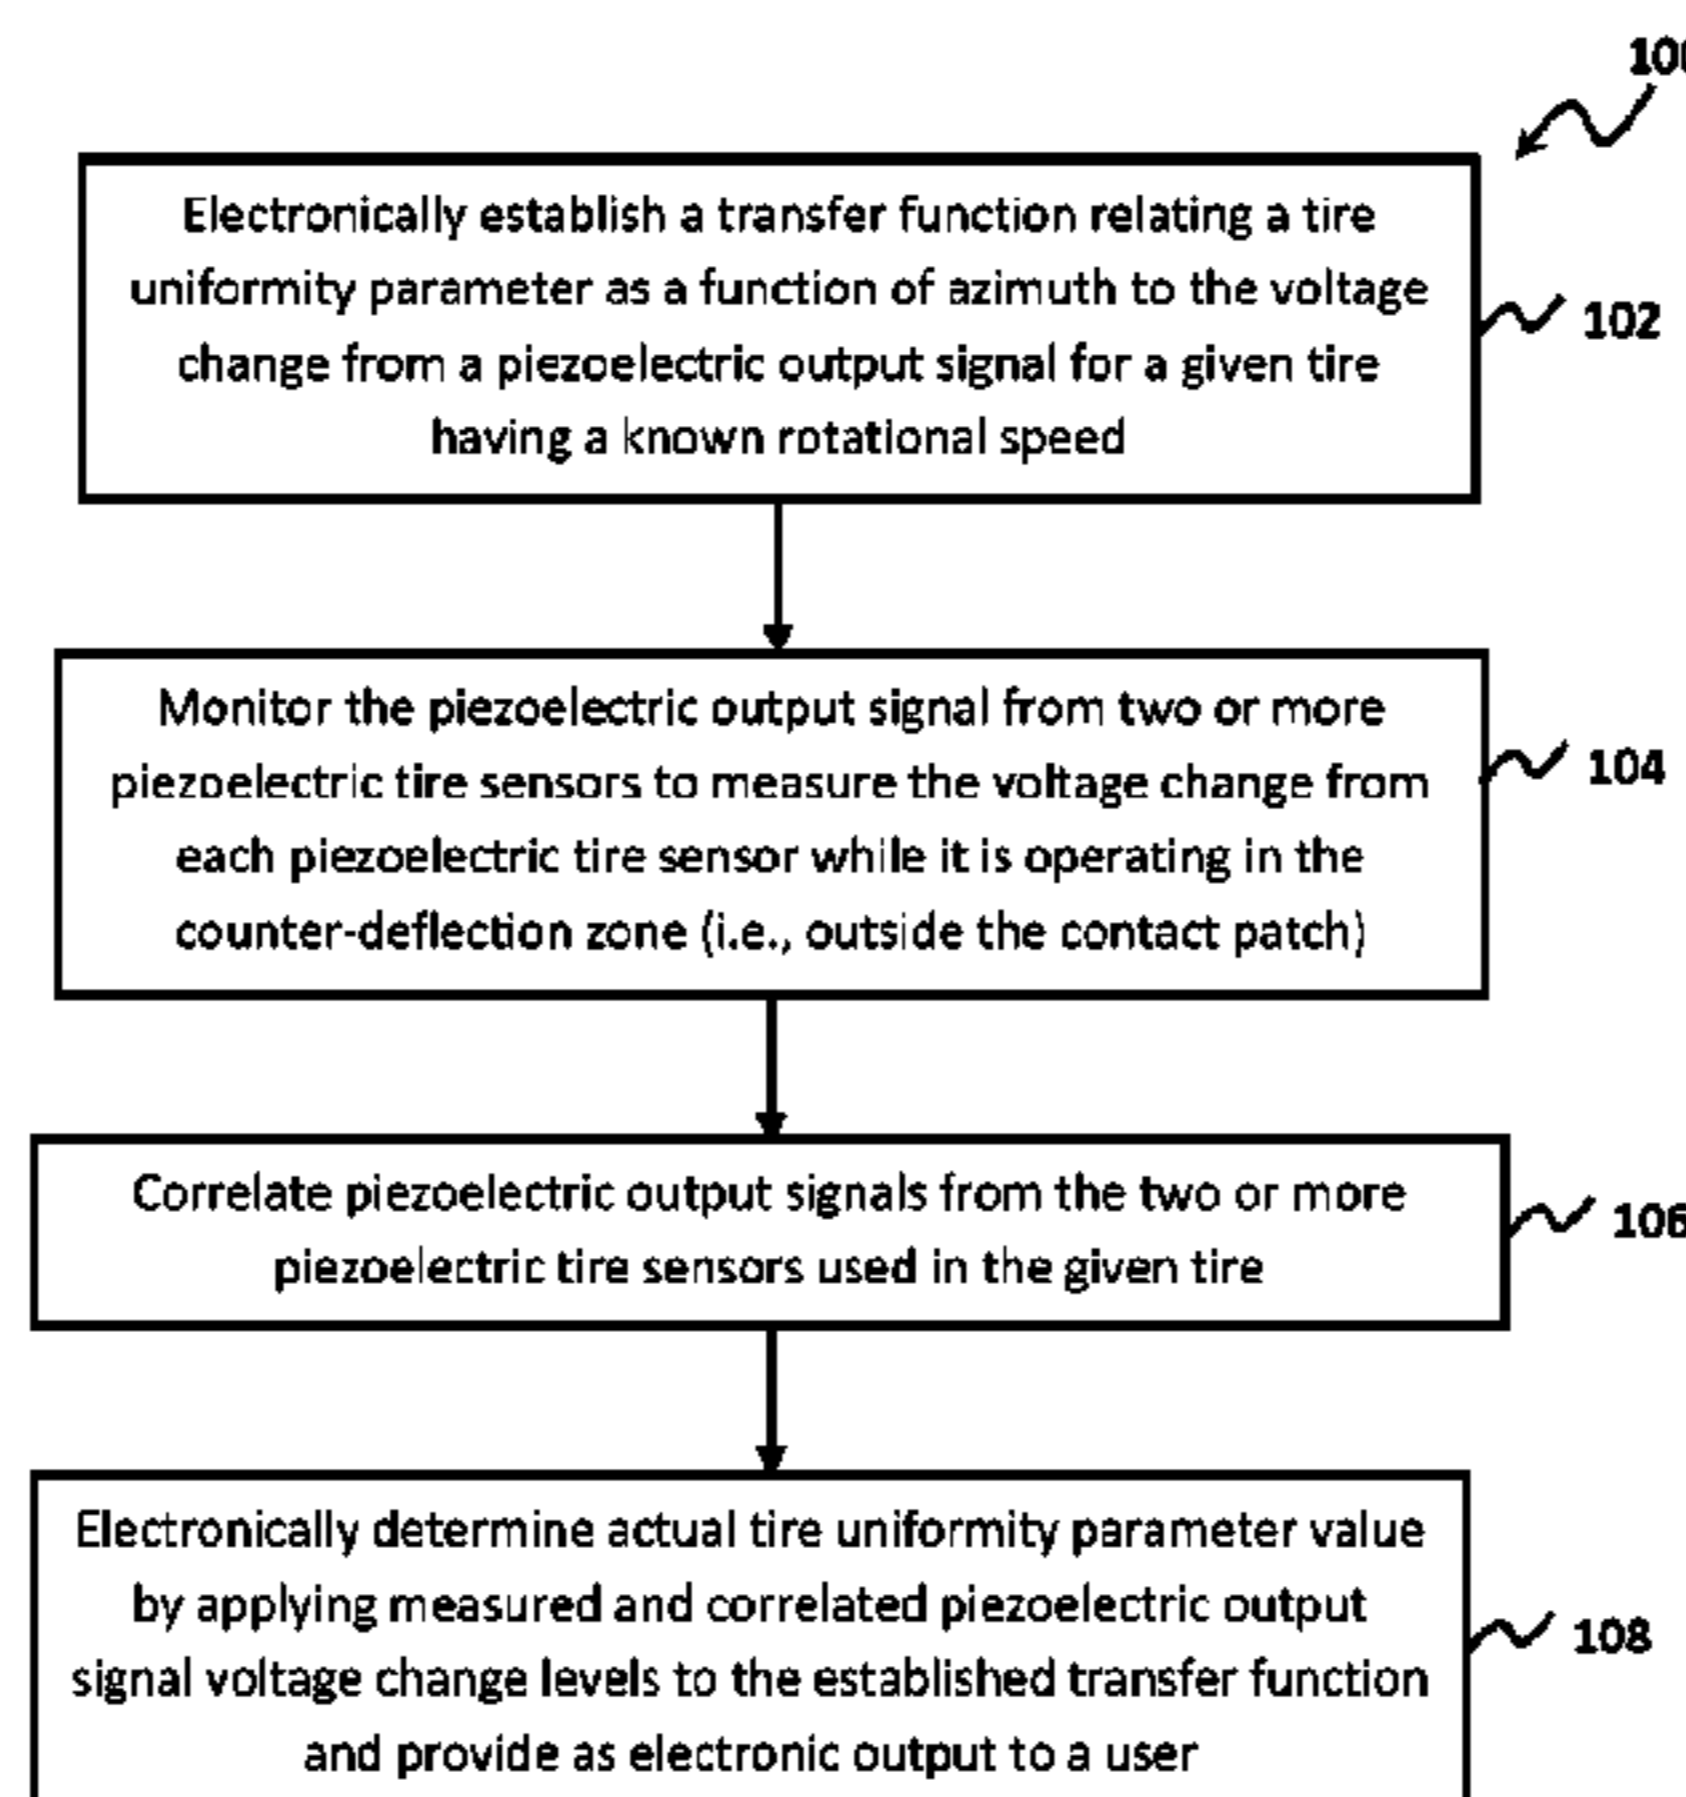 100
Electronically establish a transfer function relating a tire
uniformity parameter as a function of azimuth to the voltage
change from a piezoelectric output signal for a given tire
having a known rotational speed
102
Monitor the piezoelectric output signal from two or more
piezoelectric tire sensors to measure the voltage change from
each piezoelectric tire sensor while it is operating in the
counter-deflection zone (i.e., outside the contact patch)
104
Correlate piezoelectric output signals from the two or more
piezoelectric tire sensors used in the given tire
106
Electronically determine actual tire uniformity parameter value
by applying measured and correlated piezoelectric output
signal voltage change levels to the established transfer function
and provide as electronic output to a user
108